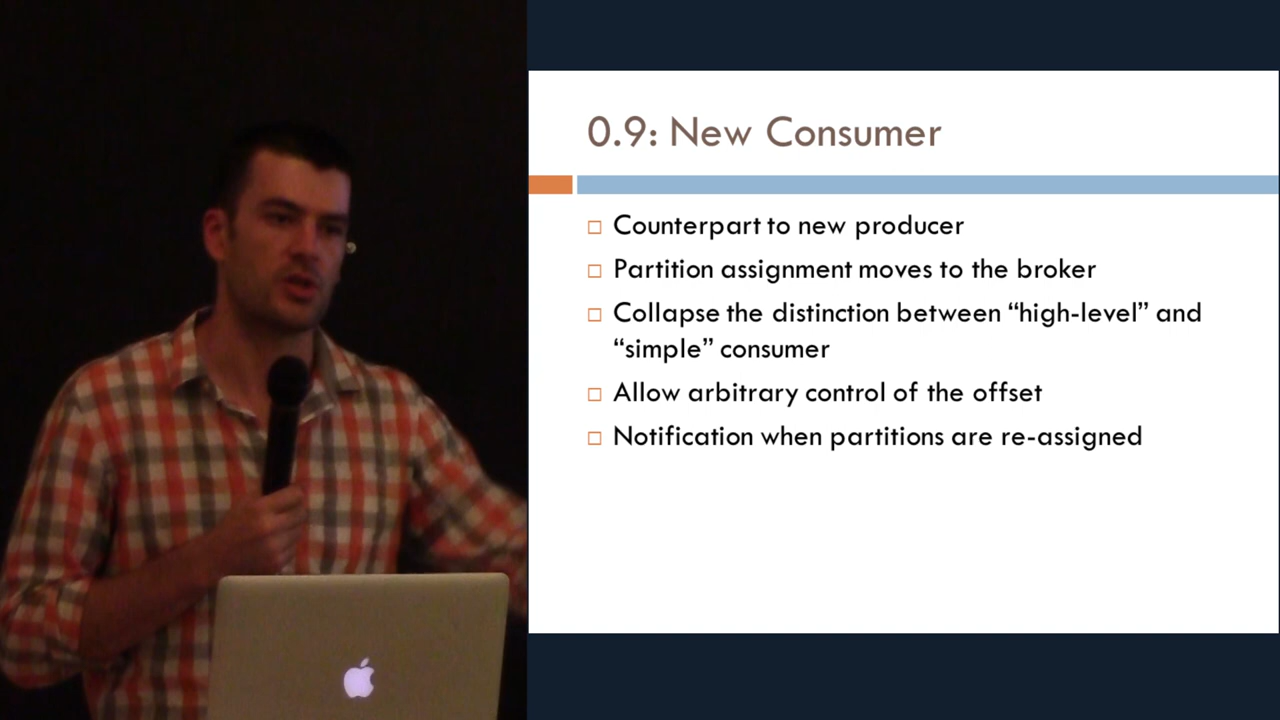 0.9: New Consumer
Counterpart to new producer
Partition assignment moves to the broker
Collapse the distinction between “high-level” and
“simple” consumer
Allow arbitrary control of the offset
Notification when partitions are re-assigned